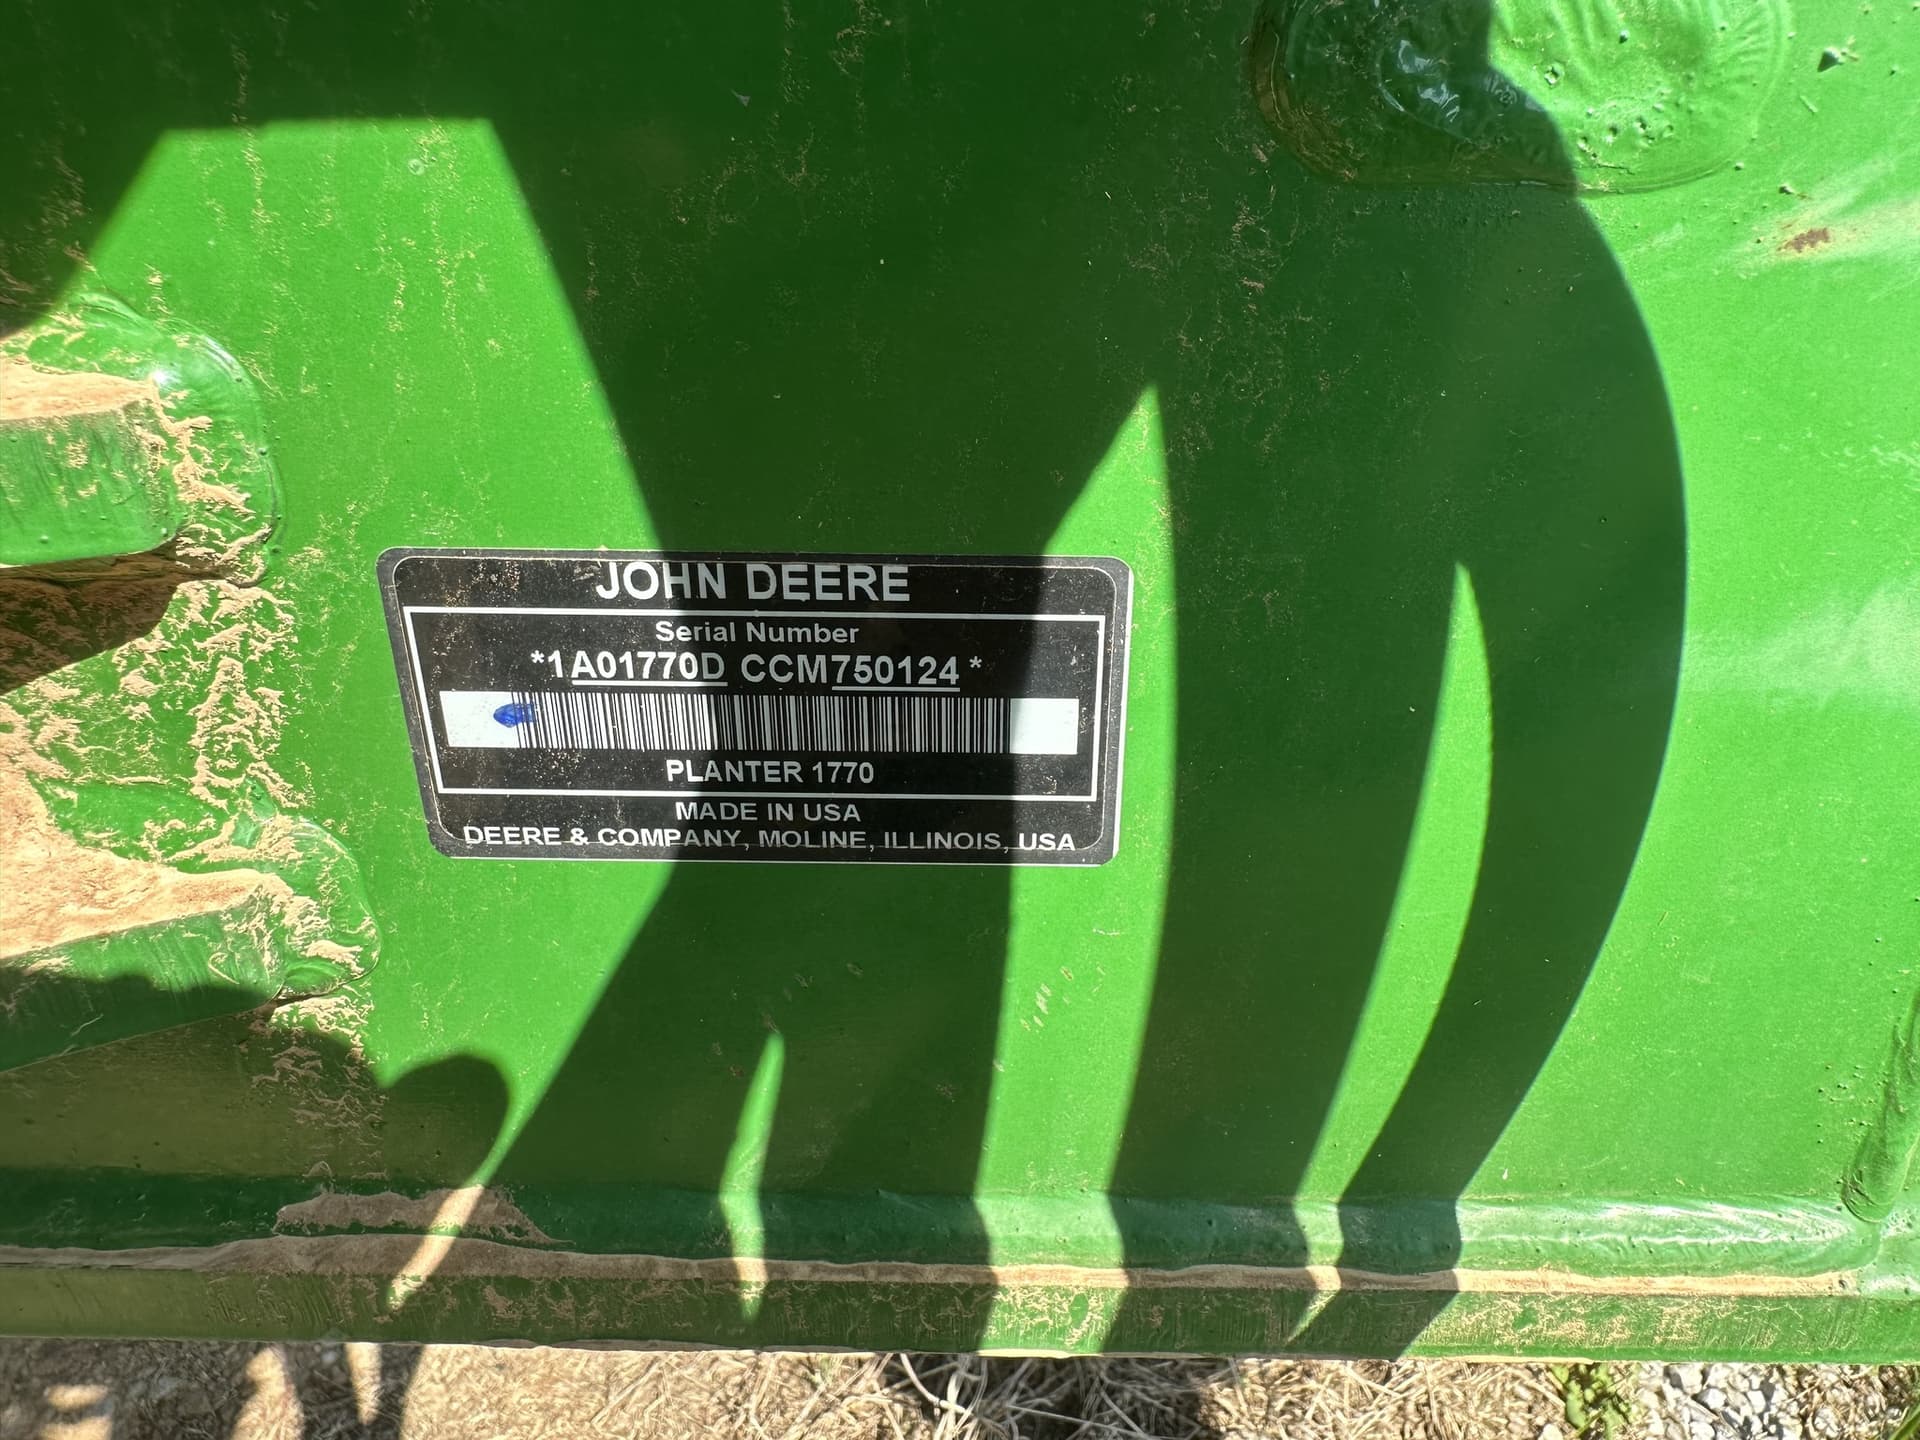 JOHN DEERE
Serial Number
*1A01770D CCM750124 *
PLANTER 1770
MADE IN USA
DEERE & COMPANY, MOLINE, ILLINOIS, USA